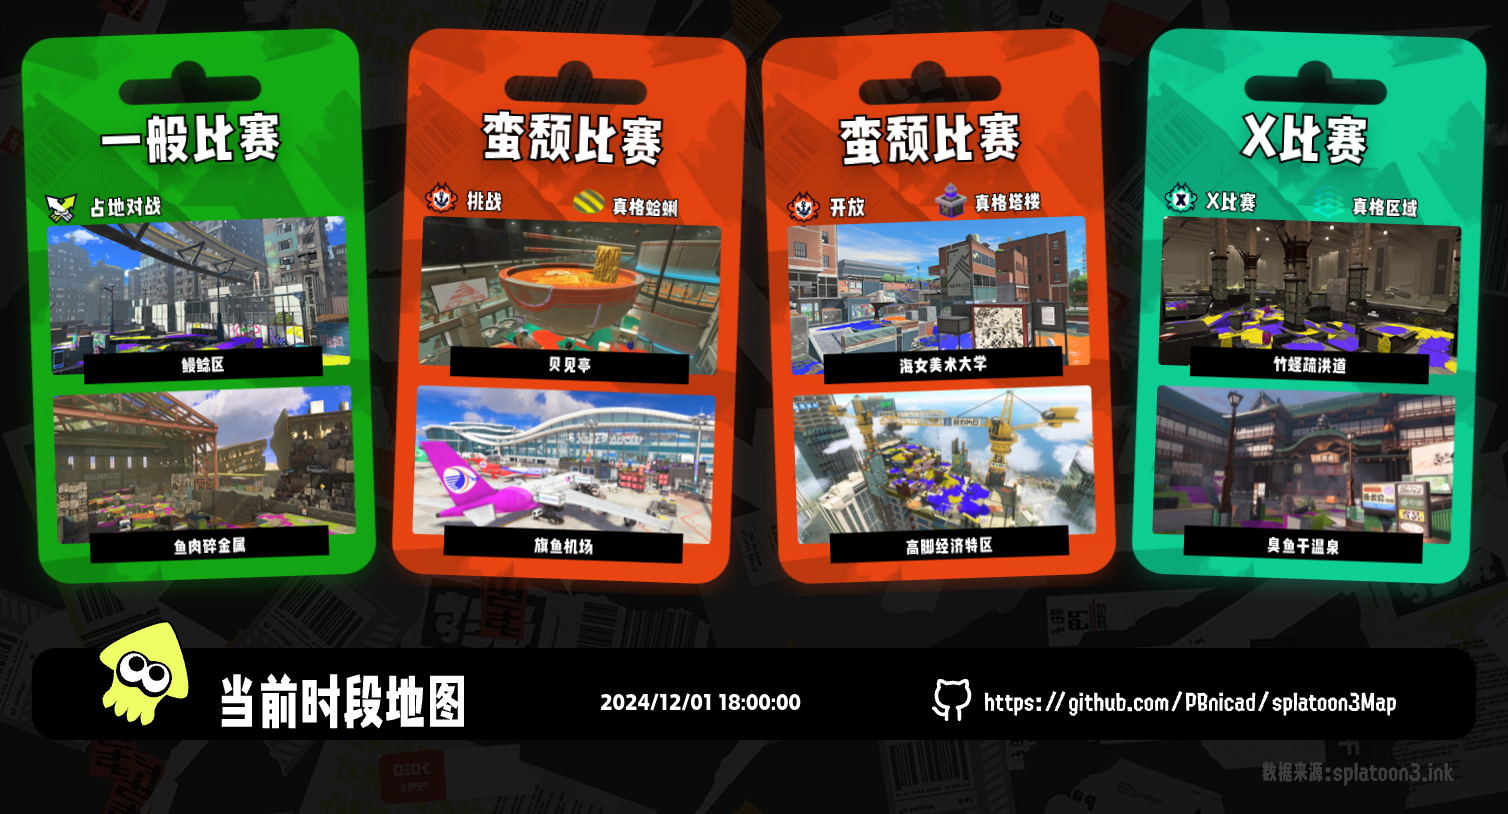 一般比赛
占地对战
鳗鲶区
鱼肉碎金属
蛮颓比赛
挑战
真格蛤蜊
贝见亭
旗鱼机场
蛮颓比赛
开放
真格塔楼
海女美术大学
高脚经济特区
X比赛
X比赛
真格区域
竹蛏疏洪道
臭鱼干温泉
当前时段地图
2024/12/01 18:00:00
https://github.com/PBnicad/splatoon3Map
数据来源:splatoon3.ink